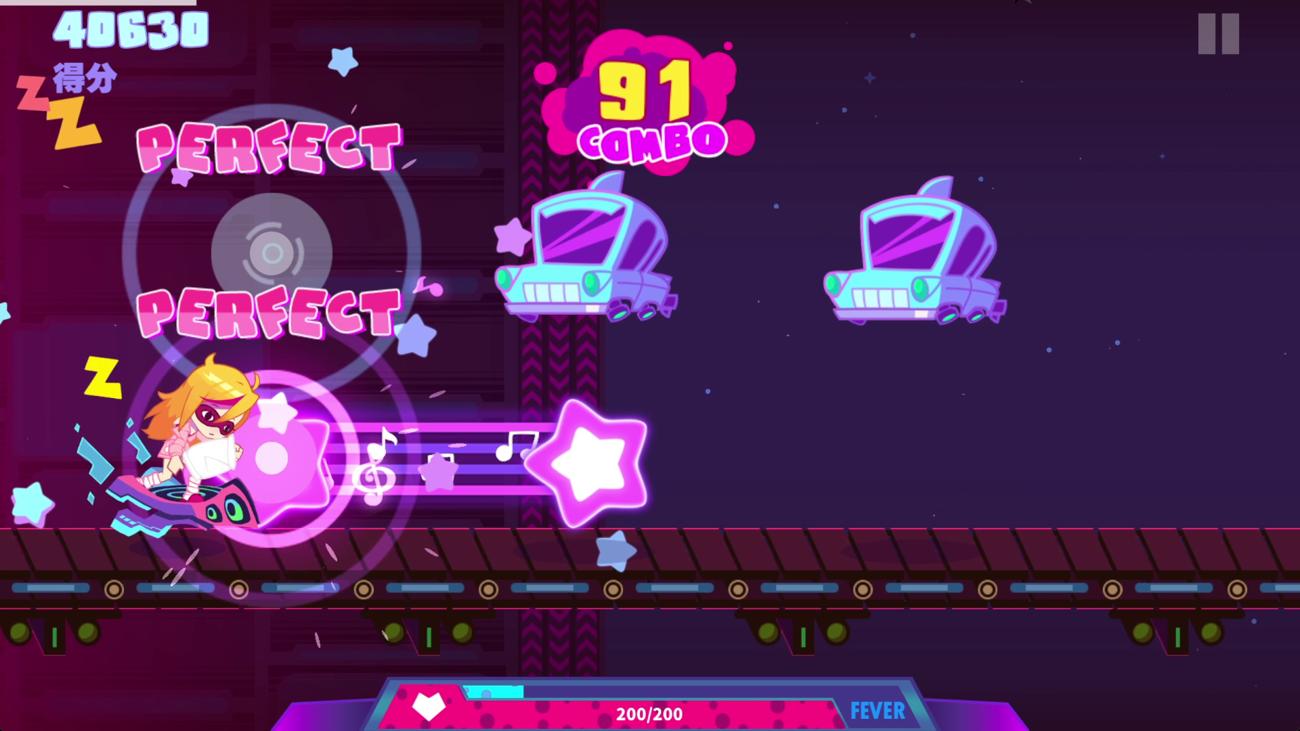 40630
得分
Z
Z
PERFECT
91
COMBO
PERFECT
Z
200/200
FEVER